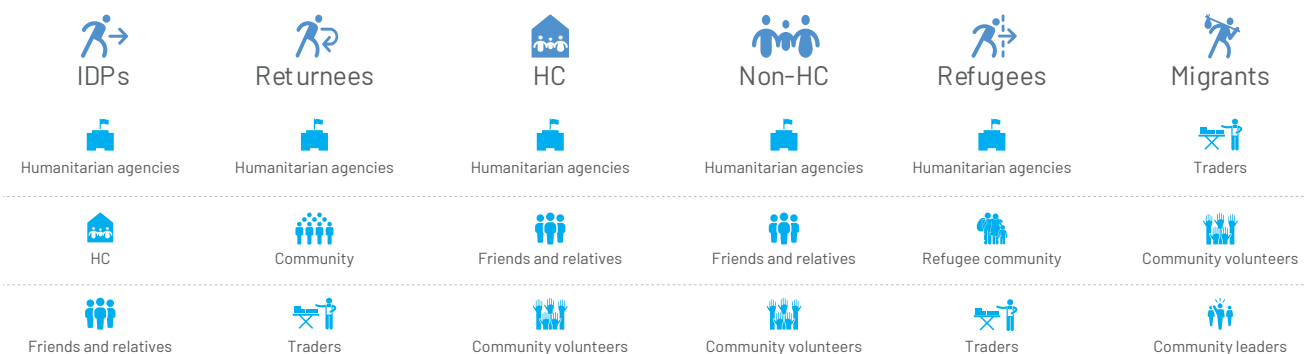 IDPs Returnees HC Non-HC Refugees Migrants
Humanitarian agencies Humanitarian agencies Humanitarian agencies Humanitarian agencies Humanitarian agencies Traders
HC Community Friends and relatives Friends and relatives Refugee community Community volunteers
Friends and relatives Traders Community volunteers Community volunteers Traders Community leaders